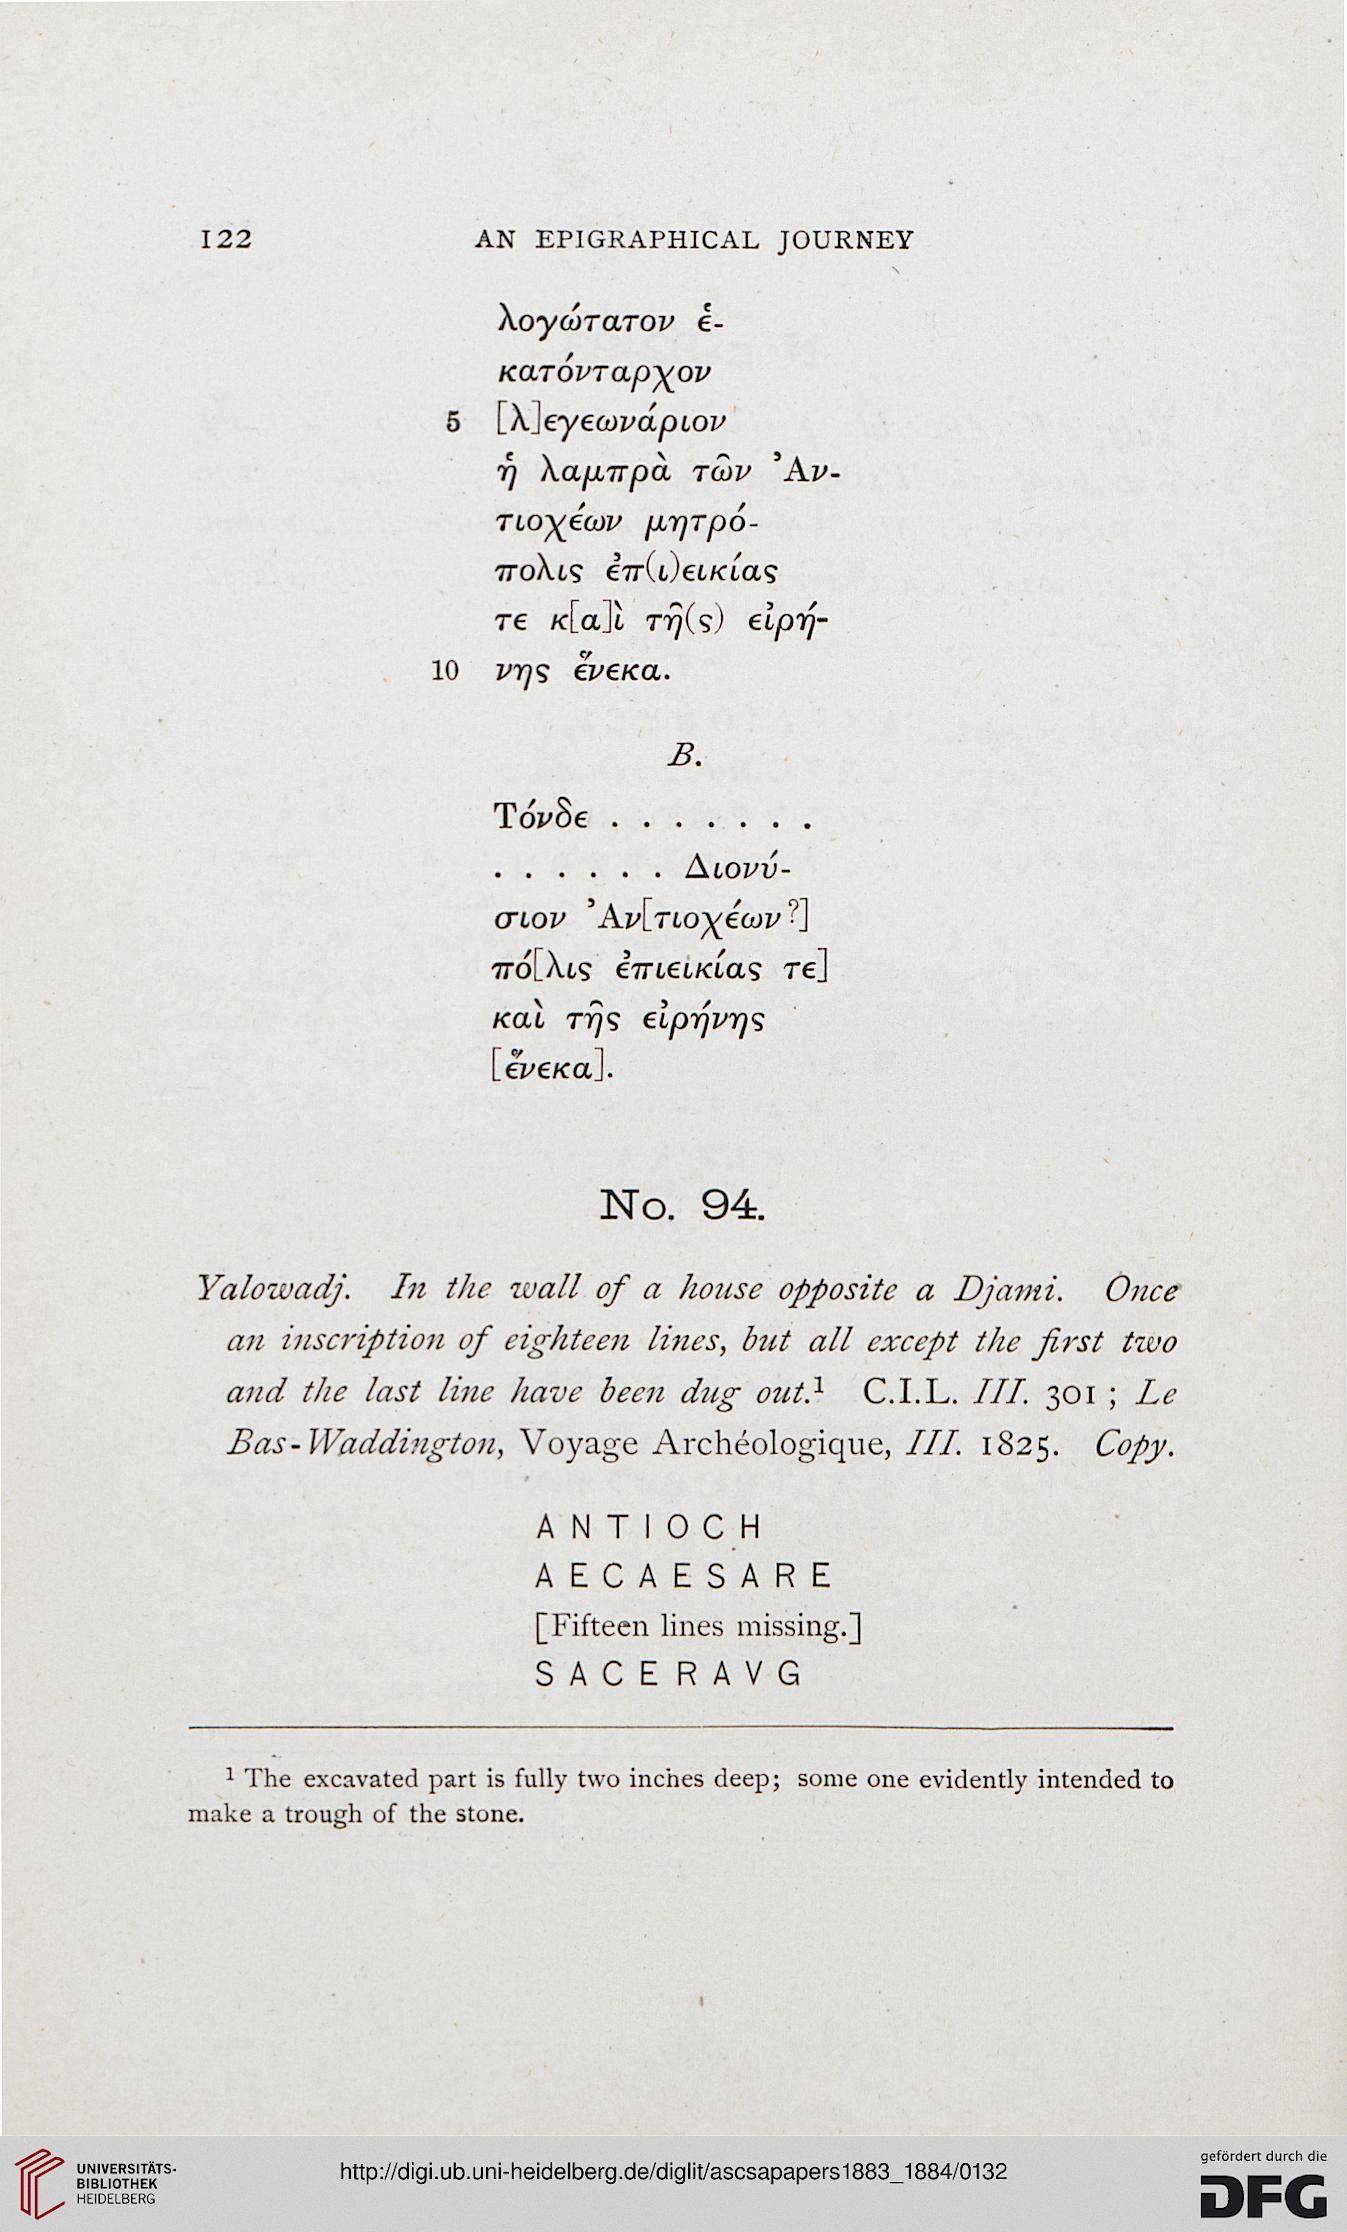 122 AN EPIGRAPHICAL JOURNEY
λογώτατον ἑ-
κατόνταρχον
5 [λ]εγεωνάριον
ἡ λαμπρὰ τῶν Ἀν-
τιοχέων μητρό-
πολις ἐπ(ι)εικίας
τε κ[α]ὶ τῆ(ς) εἰρή-
10 νης ἕνεκα.
B.
Τόνδε . . . . . . .
. . . . . . Διονύ-
σιον Ἀν[τιοχέων?]
πό[λις ἐπιεικίας τε]
καὶ τῆς εἰρήνης
[ἕνεκα].
No. 94.
Yalowadj. In the wall of a house opposite a Djami. Once
an inscription of eighteen lines, but all except the first two
and the last line have been dug out.¹ C.I.L. III. 301; Le
Bas-Waddington, Voyage Archéologique, III. 1825. Copy.
ANTIOCH
AECAESARE
[Fifteen lines missing.]
SACERAVG
¹ The excavated part is fully two inches deep; some one evidently intended to
make a trough of the stone.
UNIVERSITÄTS-
BIBLIOTHEK
HEIDELBERG
http://digi.ub.uni-heidelberg.de/diglit/ascsapapers1883_1884/0132
gefördert durch die
DFG